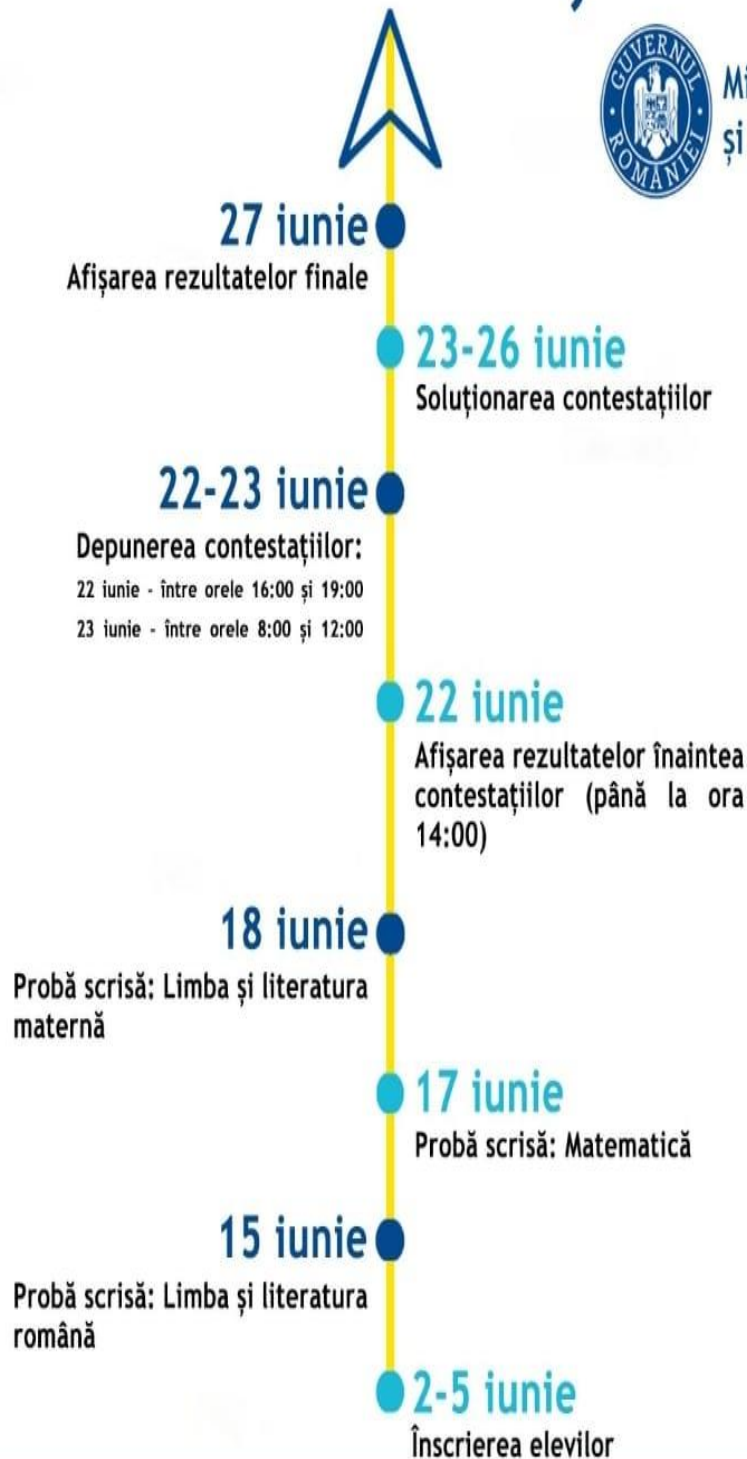 GUVERNUL ROMÂNIEI
și
27 iunie
Afișarea rezultatelor finale
23-26 iunie
Soluționarea contestațiilor
22-23 iunie
Depunerea contestațiilor:
22 iunie - între orele 16:00 și 19:00
23 iunie - între orele 8:00 și 12:00
22 iunie
Afișarea rezultatelor înaintea
contestațiilor (până la ora
14:00)
18 iunie
Probă scrisă: Limba și literatura
maternă
17 iunie
Probă scrisă: Matematică
15 iunie
Probă scrisă: Limba și literatura
română
2-5 iunie
Înscrierea elevilor